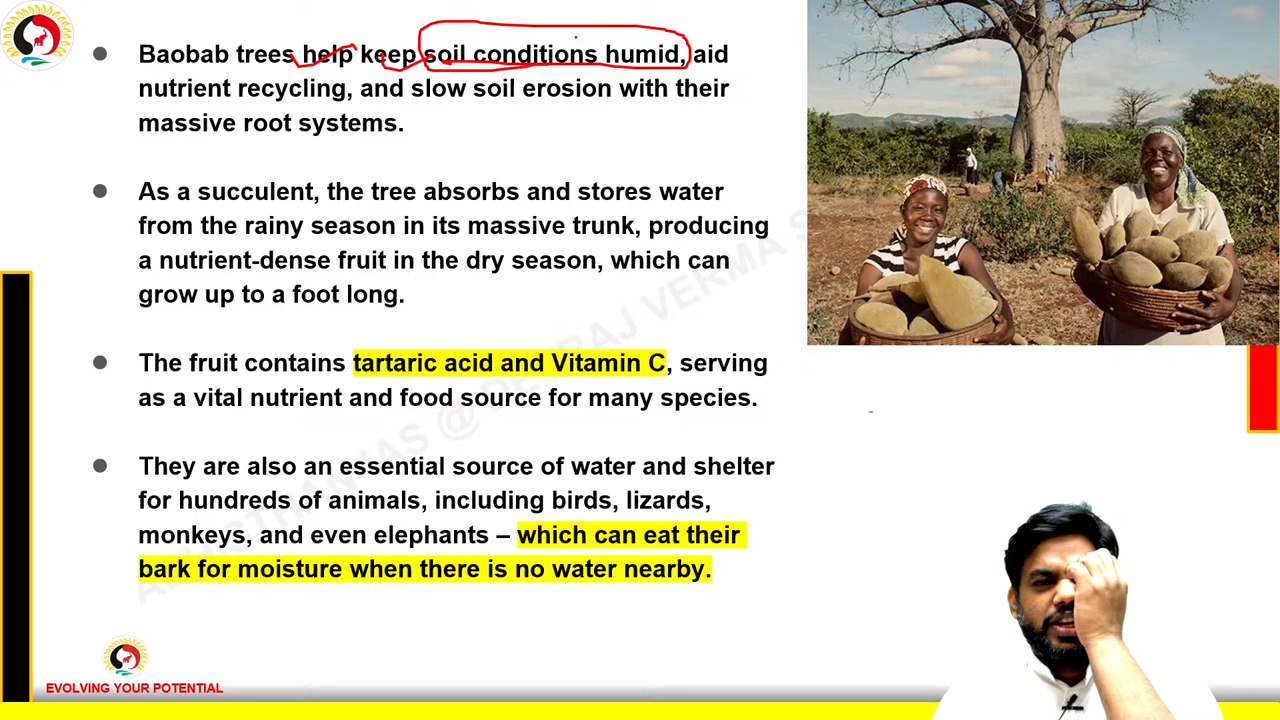 Baobab trees help keep soil conditions humid, aid
nutrient recycling, and slow soil erosion with their
massive root systems.
As a succulent, the tree absorbs and stores water
from the rainy season in its massive trunk, producing
a nutrient-dense fruit in the dry season, which can
grow up to a foot long.
The fruit contains tartaric acid and Vitamin C, serving
as a vital nutrient and food source for many species.
They are also an essential source of water and shelter
for hundreds of animals, including birds, lizards,
monkeys, and even elephants – which can eat their
bark for moisture when there is no water nearby.
EVOLVING YOUR POTENTIAL